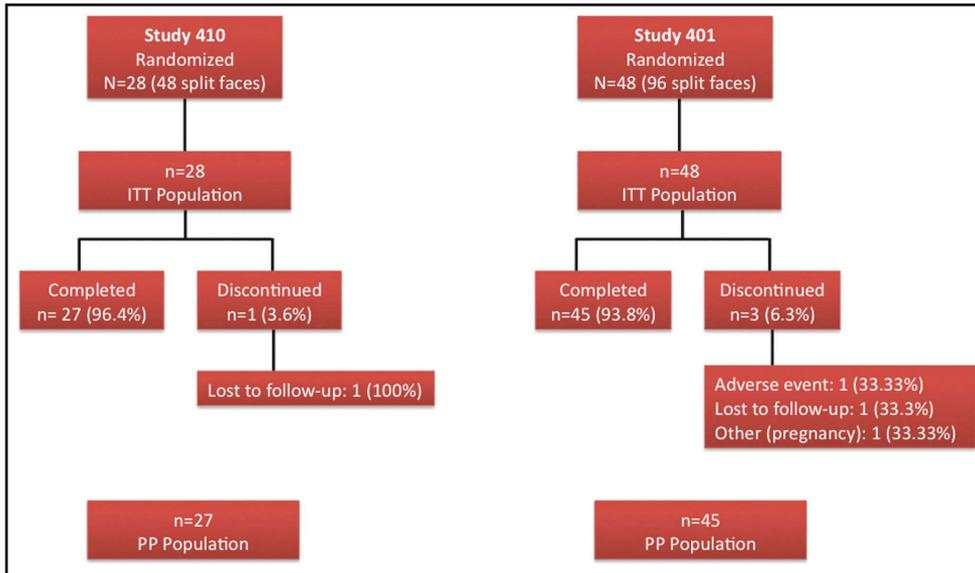 Study 410
Randomized
N=28 (48 split faces)
n=28
ITT Population
Completed
n= 27 (96.4%)
Discontinued
n=1 (3.6%)
Lost to follow-up: 1 (100%)
n=27
PP Population
Study 401
Randomized
N=48 (96 split faces)
n=48
ITT Population
Completed
n=45 (93.8%)
Discontinued
n=3 (6.3%)
Adverse event: 1 (33.33%)
Lost to follow-up: 1 (33.3%)
Other (pregnancy): 1 (33.33%)
n=45
PP Population